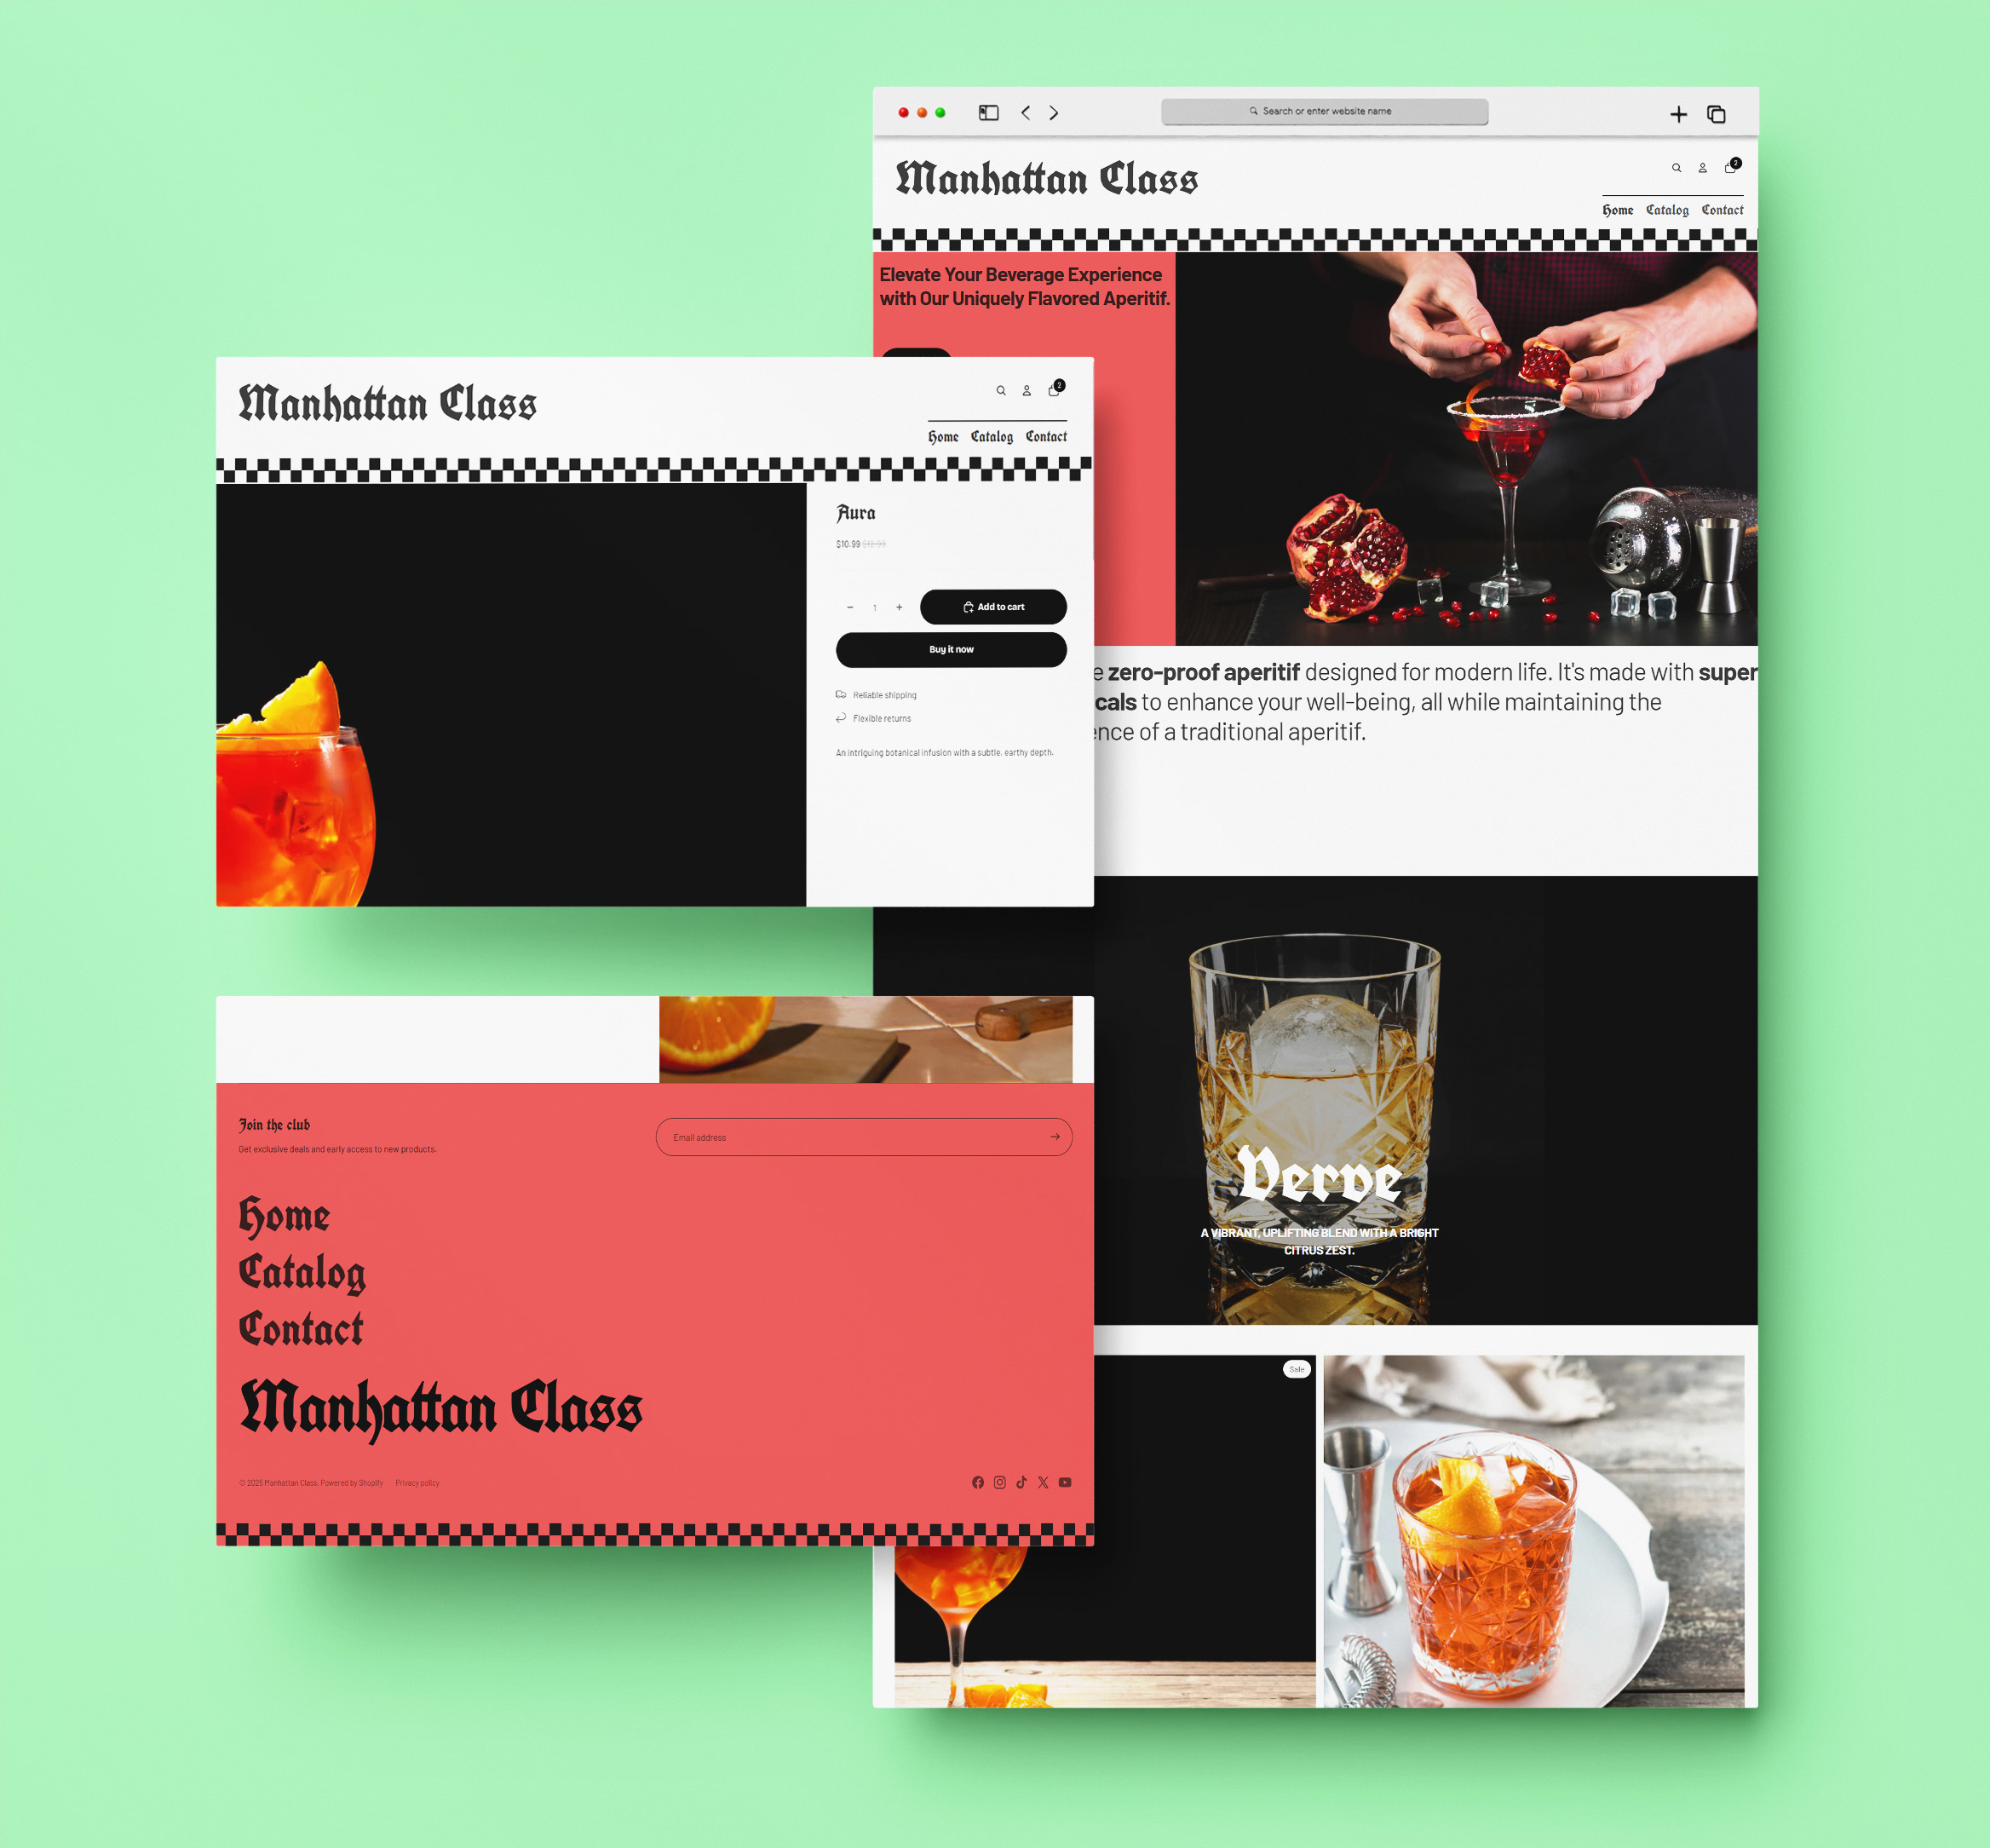 Search or enter website name
Manhattan Class
2
Home Catalog Contact
Elevate Your Beverage Experience
with Our Uniquely Flavored Aperitif.
zero-proof aperitif designed for modern life. It's made with super
to enhance your well-being, all while maintaining the
of a traditional aperitif.
Verve
A VIBRANT, UPLIFTING BLEND WITH A BRIGHT
CITRUS ZEST.
Sale
Manhattan Class
2
Home Catalog Contact
Aura
$10.99 $12.99
− 1 +
Add to cart
Buy it now
Reliable shipping
Flexible returns
An intriguing botanical infusion with a subtle, earthy depth.
Join the club
Get exclusive deals and early access to new products.
Email address
Home
Catalog
Contact
Manhattan Class
© 2025 Manhattan Class, Powered by Shopify Privacy policy